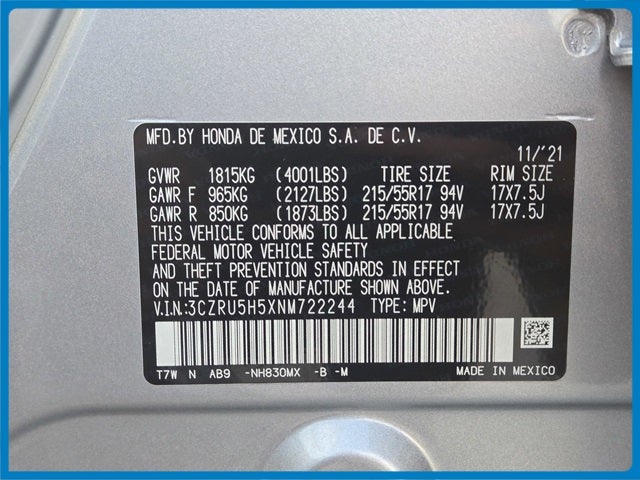 MFD.BY HONDA DE MEXICO S.A. DE C.V.
11/'21
GVWR 1815KG (4001LBS) TIRE SIZE RIM SIZE
GAWR F 965KG (2127LBS) 215/55R17 94V 17X7.5J
GAWR R 850KG (1873LBS) 215/55R17 94V 17X7.5J
THIS VEHICLE CONFORMS TO ALL APPLICABLE
FEDERAL MOTOR VEHICLE SAFETY
AND THEFT PREVENTION STANDARDS IN EFFECT
ON THE DATE OF MANUFACTURE SHOWN ABOVE.
V.I.N:3CZRU5H5XNM722244 TYPE: MPV
T7W N AB9 -NH830MX -B -M MADE IN MEXICO